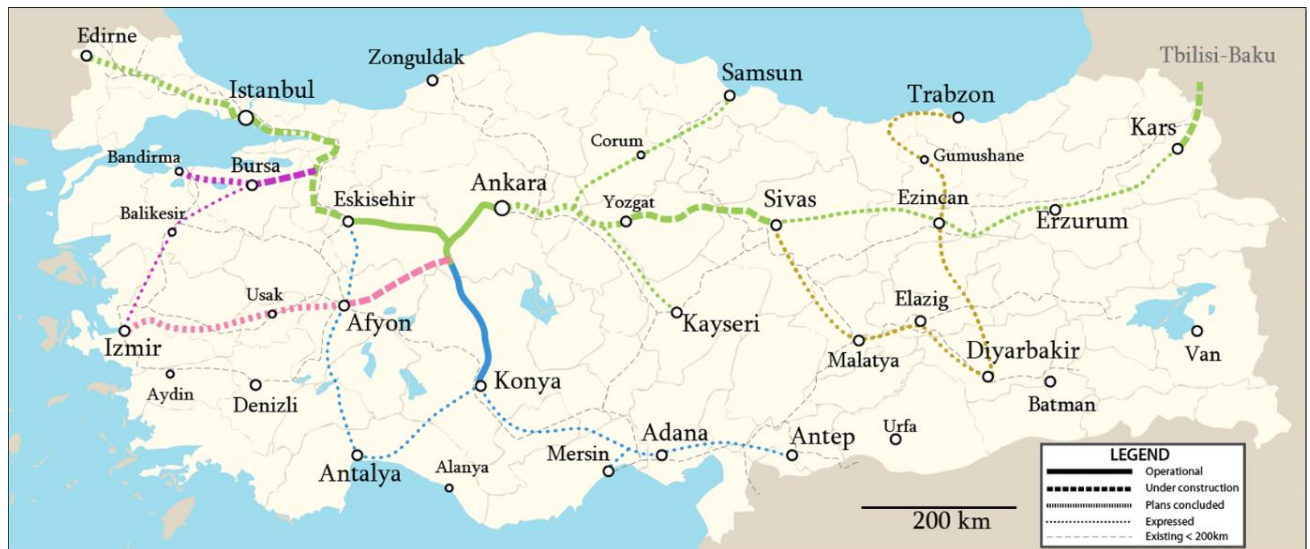 Edirne
Zonguldak
Tbilisi-Baku
Istanbul
Samsun
Trabzon
Kars
Corum
Bandirma
Bursa
Gumushane
Eskisehir
Ankara
Yozgat
Sivas
Ezincan
Erzurum
Balikesir
Usak
Afyon
Kayseri
Elazig
Izmir
Malatya
Diyarbakir
Van
Aydin
Denizli
Konya
Batman
Antalya
Alanya
Mersin
Adana
Antep
Urfa
200 km
LEGEND
Operational
Under construction
Plans concluded
Expressed
Existing < 200km